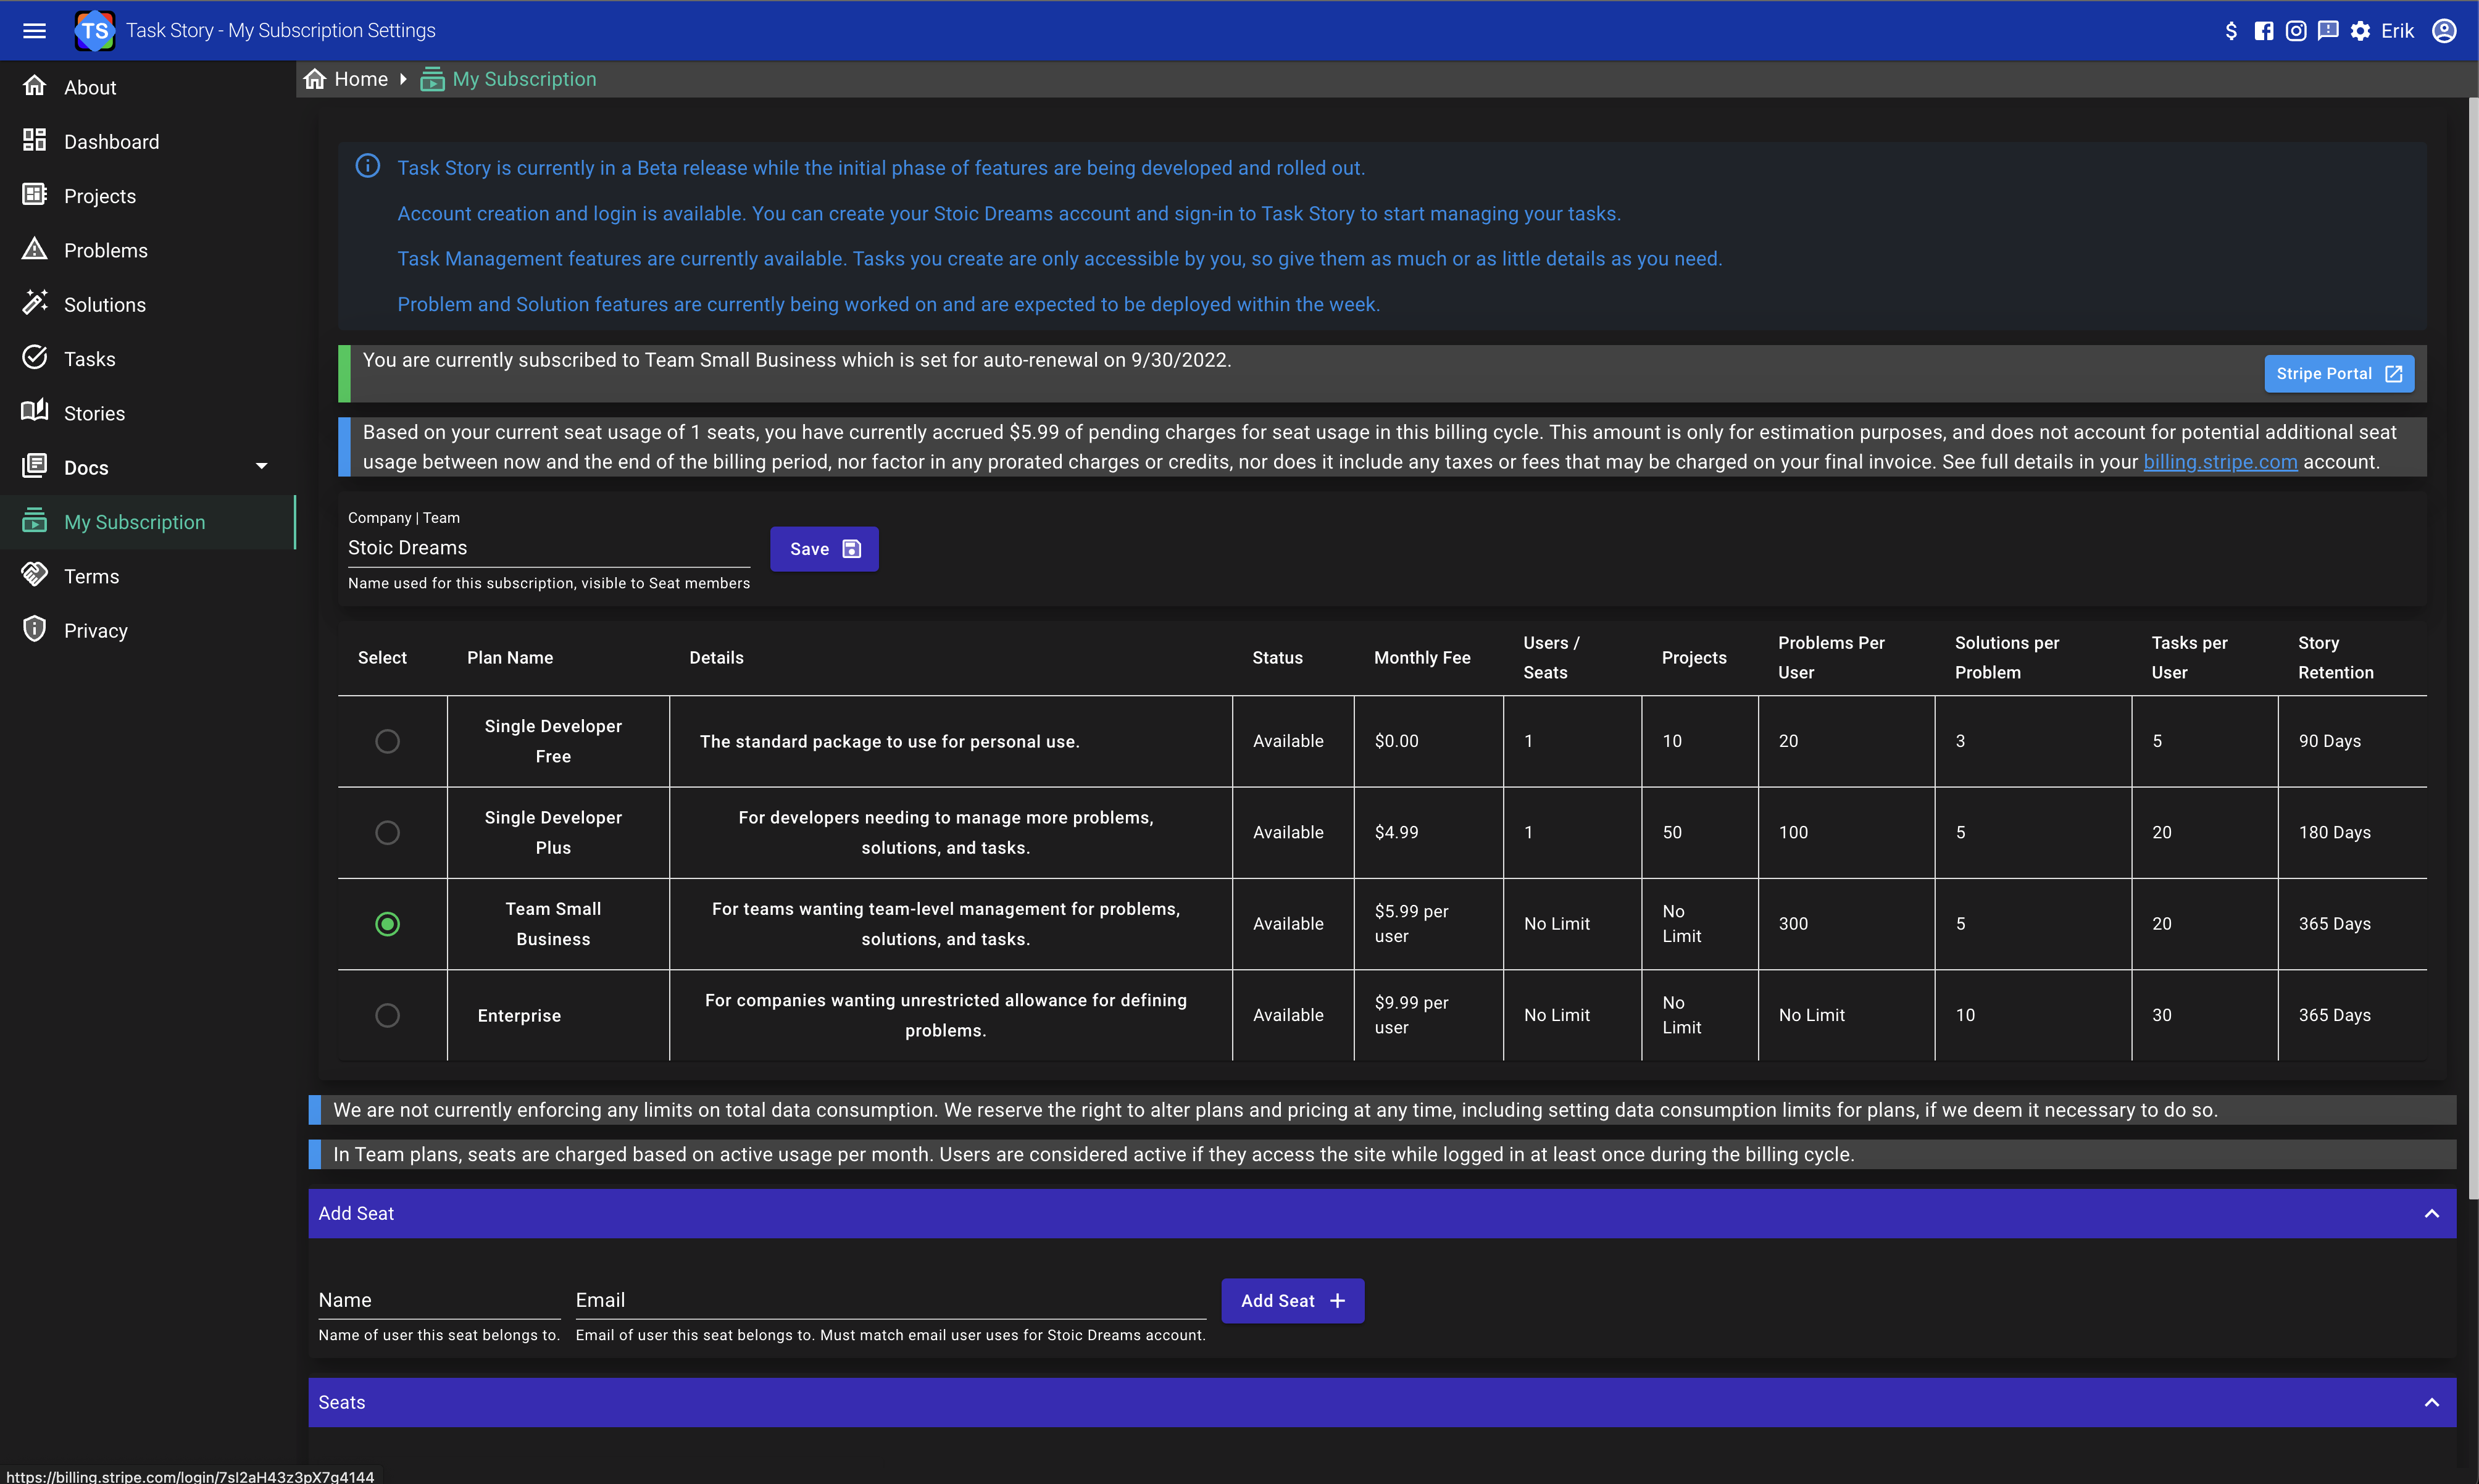 TS Task Story - My Subscription Settings
Erik
About
Dashboard
Projects
Problems
Solutions
Tasks
Stories
Docs
My Subscription
Terms
Privacy
Home My Subscription
Task Story is currently in a Beta release while the initial phase of features are being developed and rolled out.
Account creation and login is available. You can create your Stoic Dreams account and sign-in to Task Story to start managing your tasks.
Task Management features are currently available. Tasks you create are only accessible by you, so give them as much or as little details as you need.
Problem and Solution features are currently being worked on and are expected to be deployed within the week.
You are currently subscribed to Team Small Business which is set for auto-renewal on 9/30/2022.
Stripe Portal
Based on your current seat usage of 1 seats, you have currently accrued $5.99 of pending charges for seat usage in this billing cycle. This amount is only for estimation purposes, and does not account for potential additional seat
usage between now and the end of the billing period, nor factor in any prorated charges or credits, nor does it include any taxes or fees that may be charged on your final invoice. See full details in your billing.stripe.com account.
Company | Team
Stoic Dreams
Save
Name used for this subscription, visible to Seat members
Select Plan Name Details Status Monthly Fee Users / Seats Projects Problems Per User Solutions per Problem Tasks per User Story Retention
Single Developer Free The standard package to use for personal use. Available $0.00 1 10 20 3 5 90 Days
Single Developer Plus For developers needing to manage more problems, solutions, and tasks. Available $4.99 1 50 100 5 20 180 Days
Team Small Business For teams wanting team-level management for problems, solutions, and tasks. Available $5.99 per user No Limit No Limit 300 5 20 365 Days
Enterprise For companies wanting unrestricted allowance for defining problems. Available $9.99 per user No Limit No Limit No Limit 10 30 365 Days
We are not currently enforcing any limits on total data consumption. We reserve the right to alter plans and pricing at any time, including setting data consumption limits for plans, if we deem it necessary to do so.
In Team plans, seats are charged based on active usage per month. Users are considered active if they access the site while logged in at least once during the billing cycle.
Add Seat
Name
Name of user this seat belongs to.
Email
Email of user this seat belongs to. Must match email user uses for Stoic Dreams account.
Add Seat
Seats
https://billing.stripe.com/login/7sI2aH43z3pX7g4144